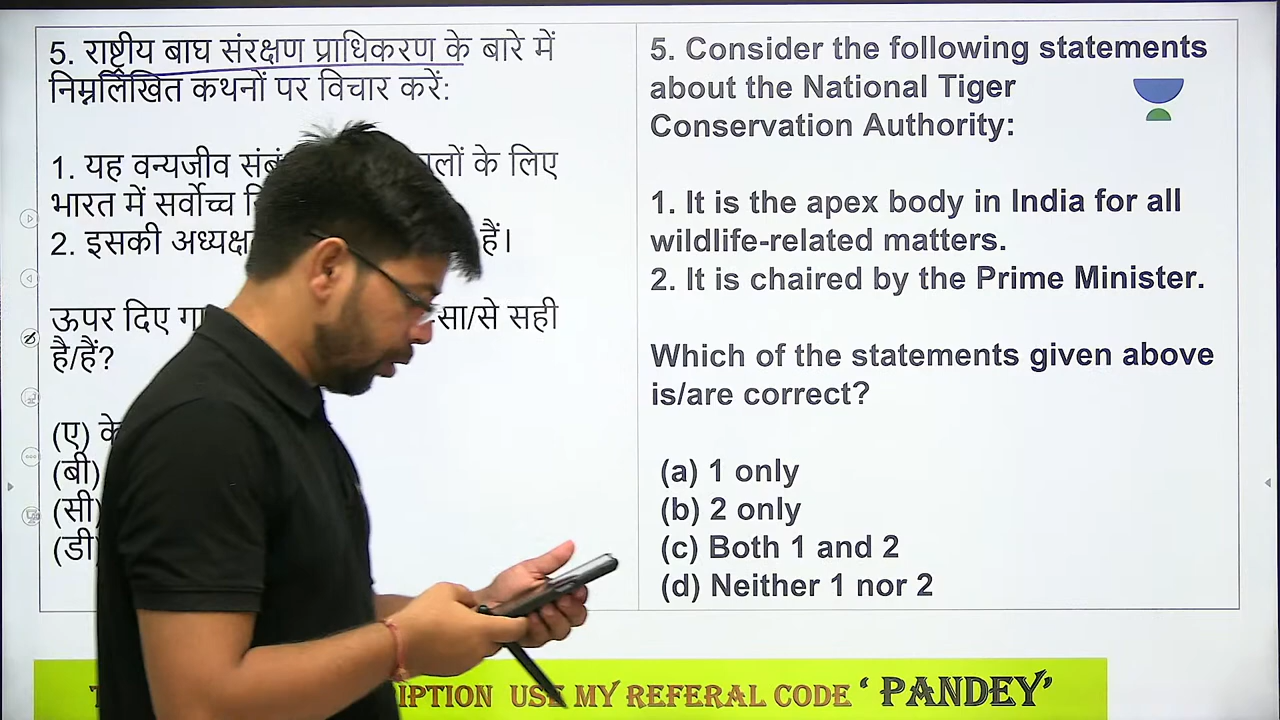 5. राष्ट्रीय बाघ संरक्षण प्राधिकरण के बारे में
निम्नलिखित कथनों पर विचार करें:
1. यह वन्यजीव के लिए
भारत में सर्वोच्च
2. इसकी हैं।
ऊपर दिए सही
है/हैं?
(ए)
(बी)
(सी)
(डी)
5. Consider the following statements
about the National Tiger
Conservation Authority:
1. It is the apex body in India for all
wildlife-related matters.
2. It is chaired by the Prime Minister.
Which of the statements given above
is/are correct?
(a) 1 only
(b) 2 only
(c) Both 1 and 2
(d) Neither 1 nor 2
USE MY REFERAL CODE ‘ PANDEY’